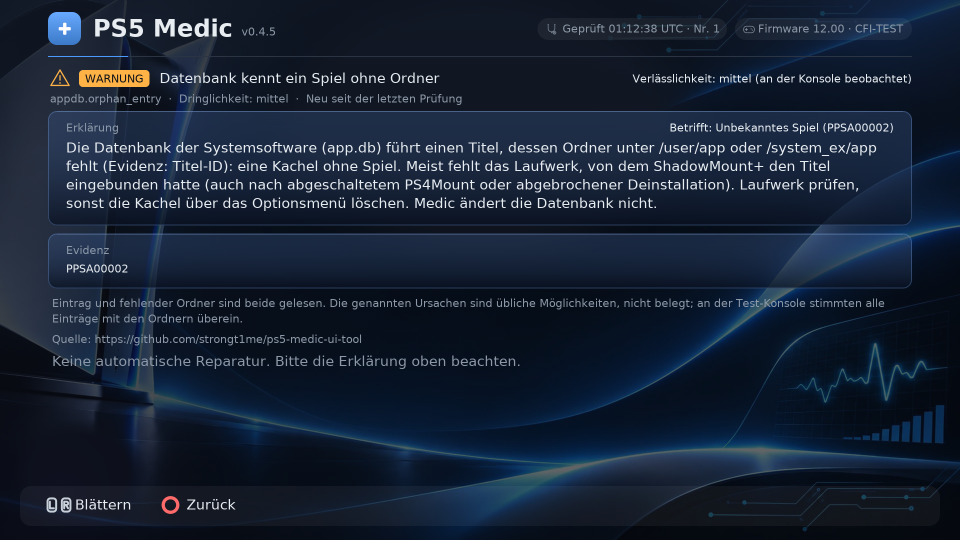 PS5 Medic v0.4.5
Geprüft 01:12:38 UTC · Nr. 1
Firmware 12.00 · CFI-TEST
WARNUNG Datenbank kennt ein Spiel ohne Ordner
Verlässlichkeit: mittel (an der Konsole beobachtet)
appdb.orphan_entry · Dringlichkeit: mittel · Neu seit der letzten Prüfung
Erklärung
Betrifft: Unbekanntes Spiel (PPSA00002)
Die Datenbank der Systemsoftware (app.db) führt einen Titel, dessen Ordner unter /user/app oder /system_ex/app
fehlt (Evidenz: Titel-ID): eine Kachel ohne Spiel. Meist fehlt das Laufwerk, von dem ShadowMount+ den Titel
eingebunden hatte (auch nach abgeschaltetem PS4Mount oder abgebrochener Deinstallation). Laufwerk prüfen,
sonst die Kachel über das Optionsmenü löschen. Medic ändert die Datenbank nicht.
Evidenz
PPSA00002
Eintrag und fehlender Ordner sind beide gelesen. Die genannten Ursachen sind übliche Möglichkeiten, nicht belegt; an der Test-Konsole stimmten alle
Einträge mit den Ordnern überein.
Quelle: https://github.com/strongt1me/ps5-medic-ui-tool
Keine automatische Reparatur. Bitte die Erklärung oben beachten.
L R Blättern
Zurück